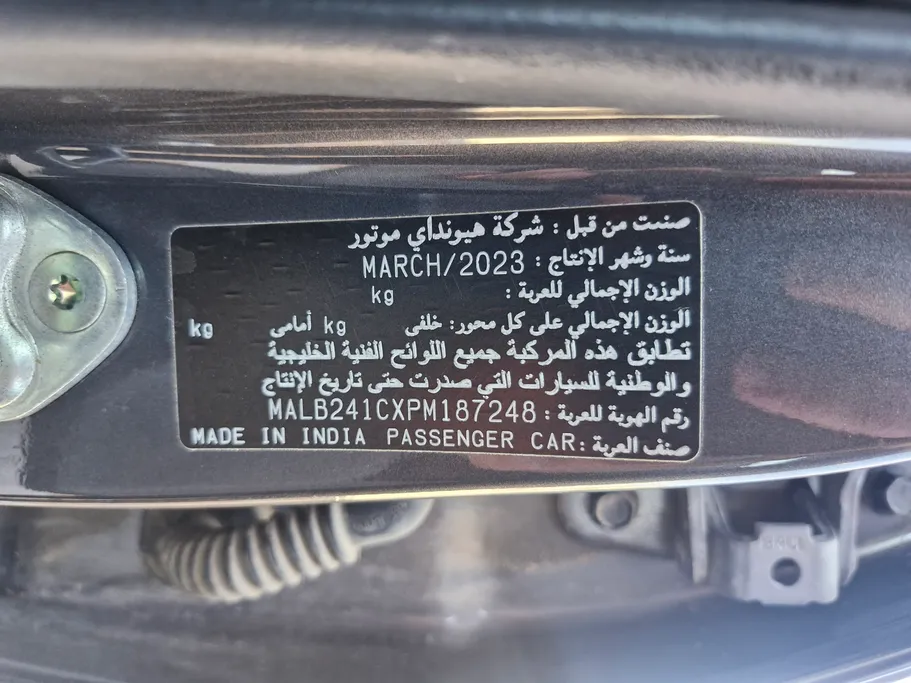 صنعت من قبل : شركة هيونداي موتور
سنة وشهر الإنتاج : MARCH/2023
الوزن الإجمالي للعربة : kg
الوزن الإجمالي على كل محور: خلفى kg أمامى kg
تطابق هذه المركبة جميع اللوائح الفنية الخليجية
والوطنية للسيارات التي صدرت حتى تاريخ الإنتاج
رقم الهوية للعربة : MALB241CXPM187248
صنف العربة : PASSENGER CAR MADE IN INDIA